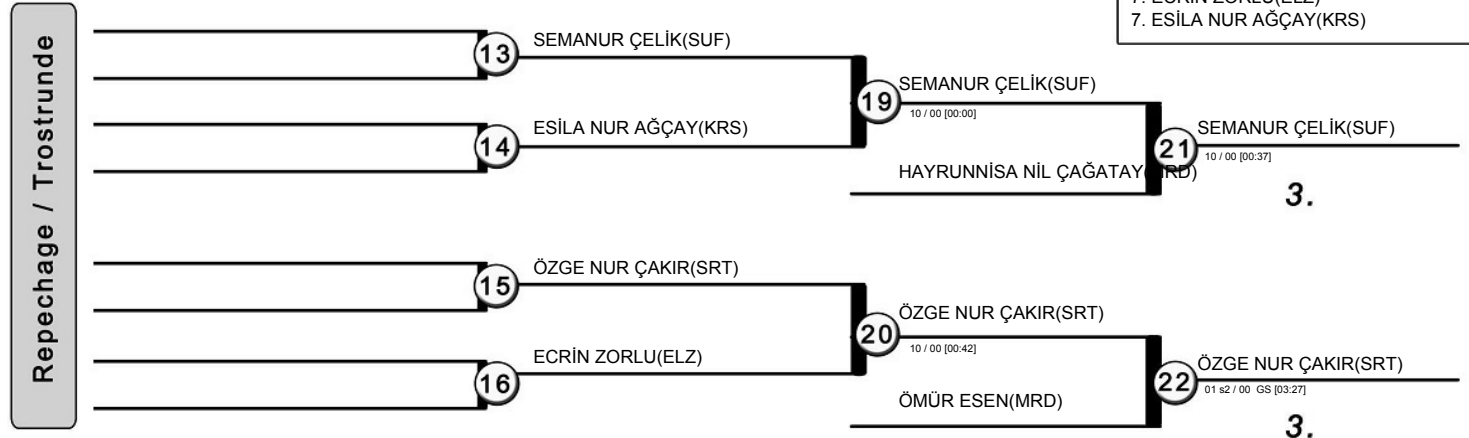 7. ESİLA NUR AĞÇAY(KRS)
Repechage / Trostrunde
13
SEMANUR ÇELİK(SUF)
14
ESİLA NUR AĞÇAY(KRS)
19
SEMANUR ÇELİK(SUF)
10 / 00 [00:00]
HAYRUNNİSA NİL ÇAĞATAY
21
SEMANUR ÇELİK(SUF)
10 / 00 [00:37]
3.
15
ÖZGE NUR ÇAKIR(SRT)
16
ECRİN ZORLU(ELZ)
20
ÖZGE NUR ÇAKIR(SRT)
10 / 00 [00:42]
ÖMÜR ESEN(MRD)
22
ÖZGE NUR ÇAKIR(SRT)
01 s2 / 00 GS [03:27]
3.